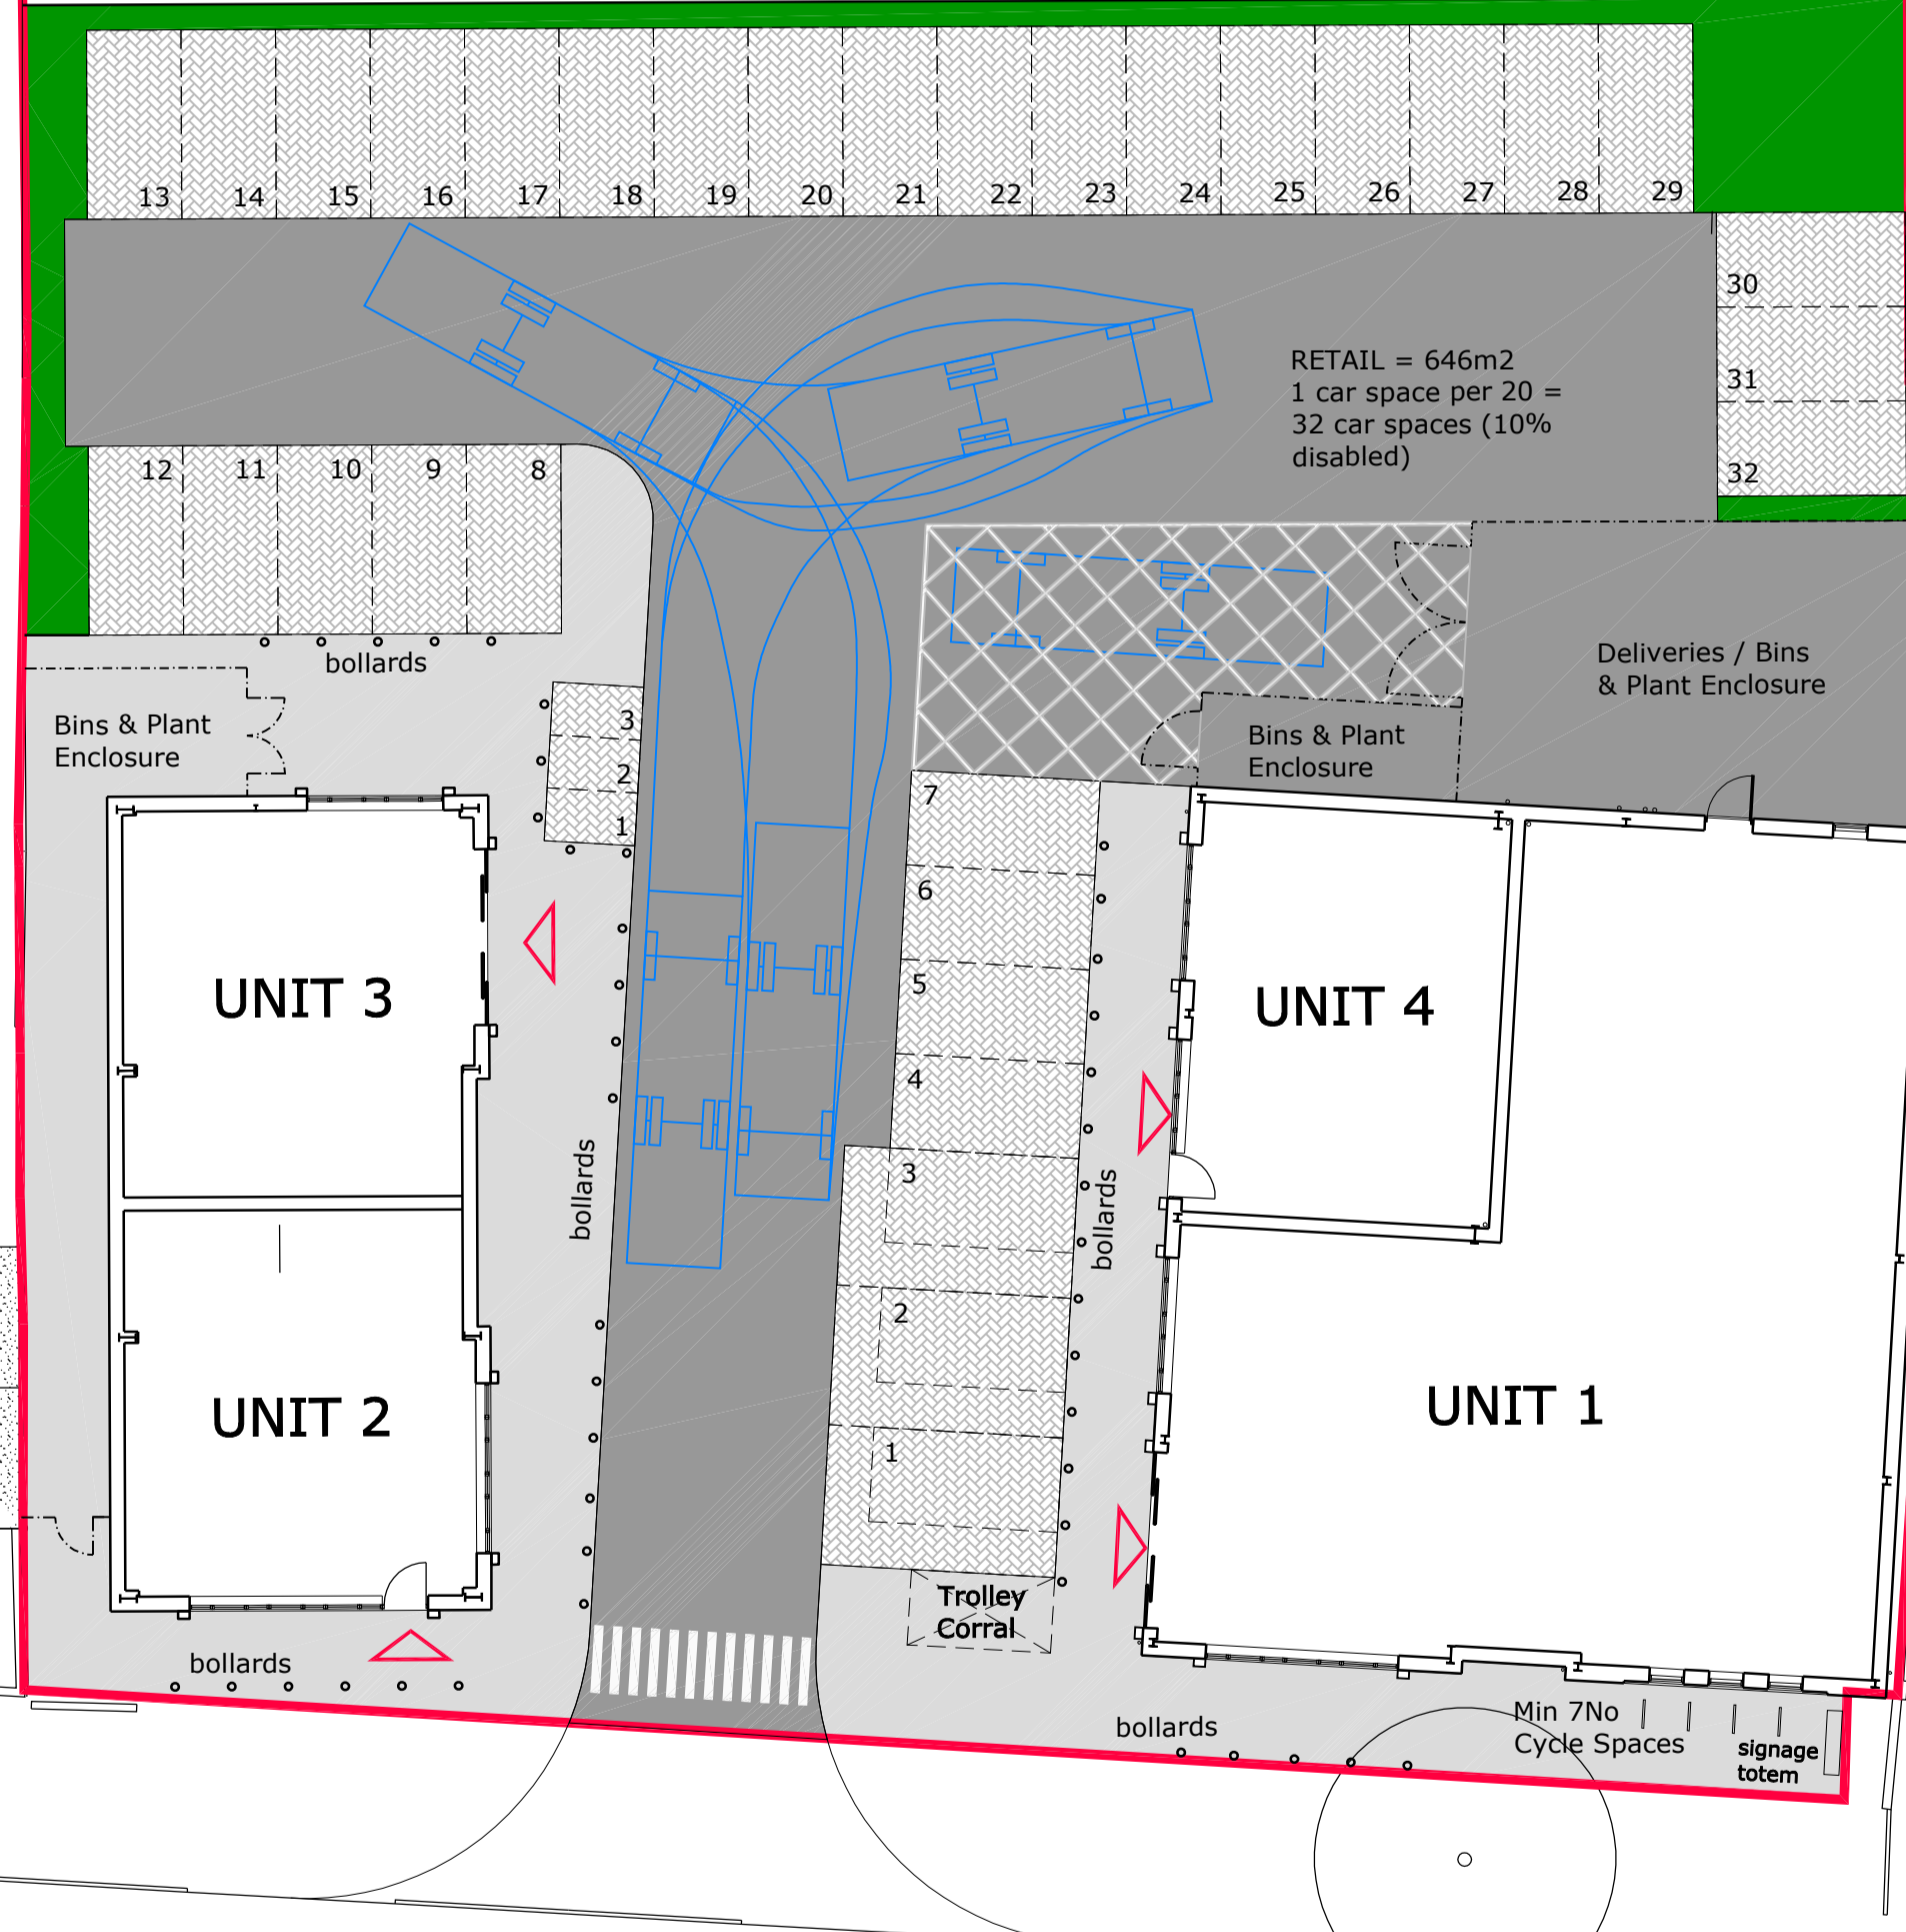 13 14 15 16 17 18 19 20 21 22 23 24 25 26 27 28 29
30
31
32
RETAIL = 646m2
1 car space per 20 =
32 car spaces (10%
disabled)
12 11 10 9 8
bollards
Bins & Plant
Enclosure
3
2
1
Deliveries / Bins
& Plant Enclosure
Bins & Plant
Enclosure
7
6
5
4
3
2
1
UNIT 3
UNIT 4
bollards
bollards
UNIT 2
UNIT 1
Trolley
Corral
bollards
bollards
Min 7No
Cycle Spaces
signage
totem